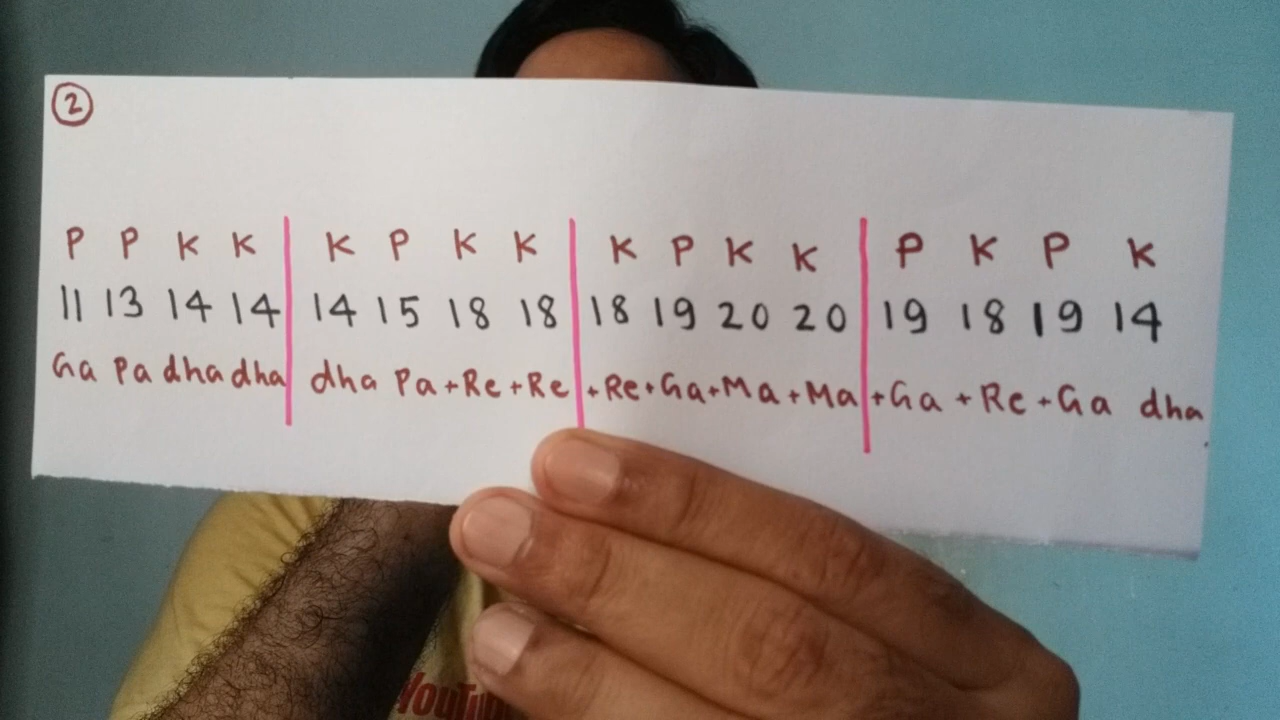 2
P P K K | K P K K | K P K K | P K P K
11 13 14 14 | 14 15 18 18 | 18 19 20 20 | 19 18 19 14
Ga Pa dha dha | dha Pa +Re +Re | +Re +Ga +Ma +Ma | +Ga +Re +Ga dha